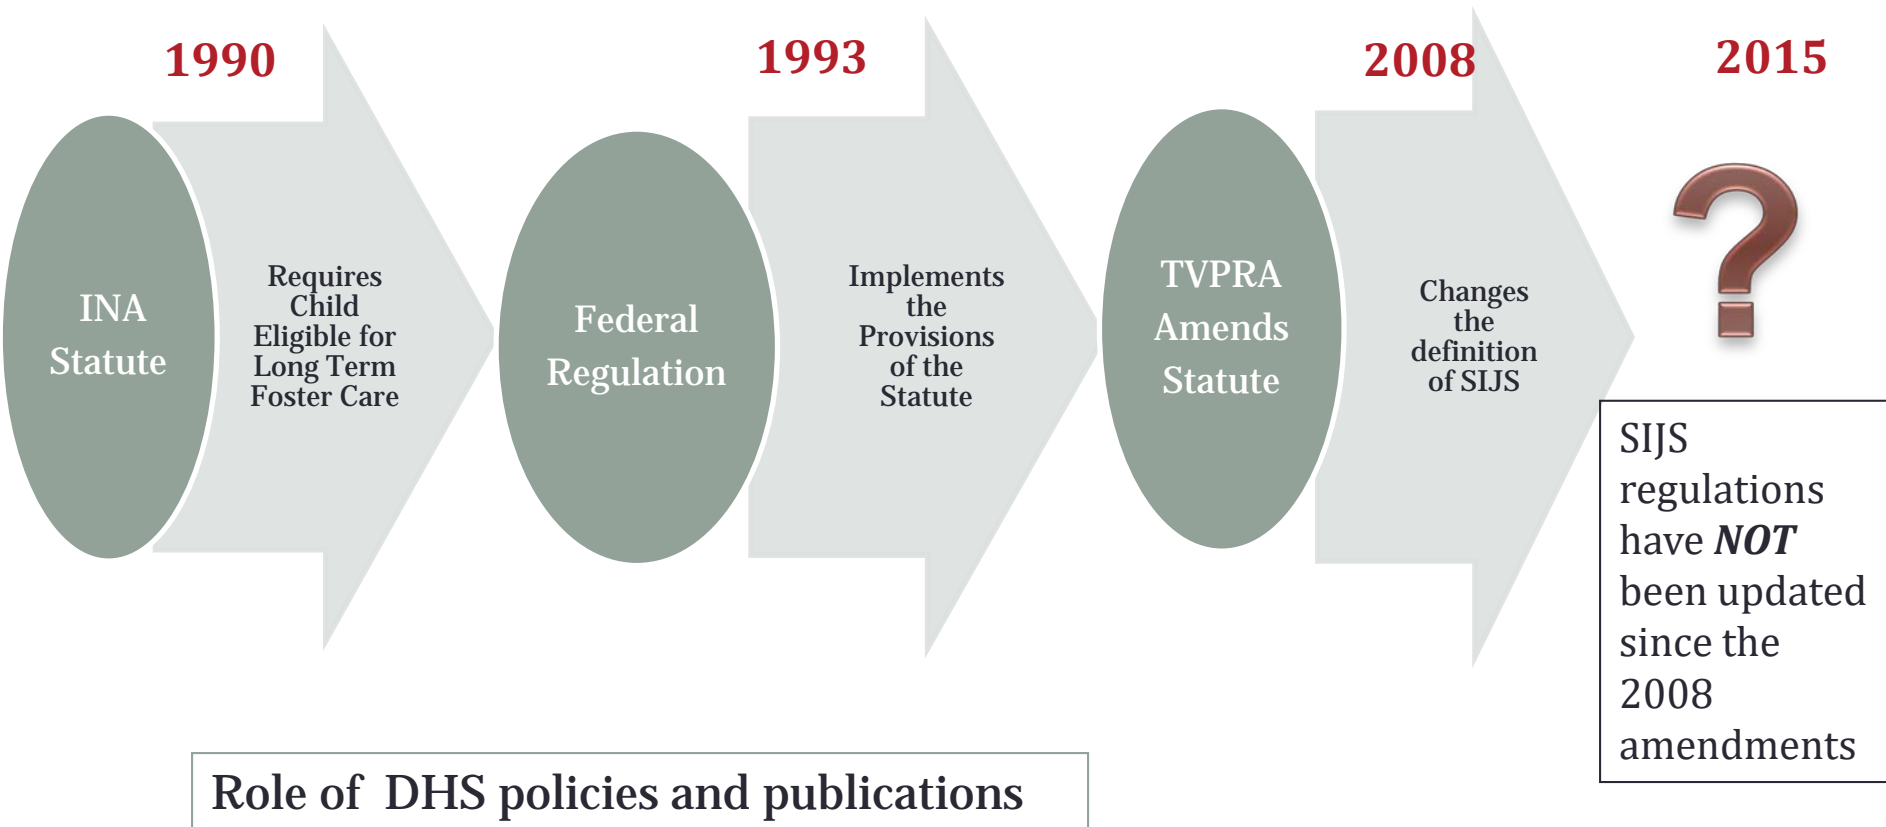 1990
1993
2008
2015
INA
Statute
Requires
Child
Eligible for
Long Term
Foster Care
Federal
Regulation
Implements
the
Provisions
of the
Statute
TVPRA
Amends
Statute
Changes
the
definition
of SIJS
?
SIJS
regulations
have NOT
been updated
since the
2008
amendments
Role of DHS policies and publications